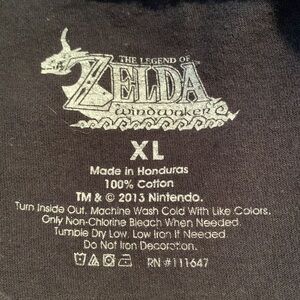 THE LEGEND OF
ZELDA
WINDWAKER
XL
Made in Honduras
100% Cotton
TM & © 2013 Nintendo.
Turn Inside Out. Machine Wash Cold With Like Colors.
Only Non-Chlorine Bleach When Needed.
Tumple Dry Low. Low Iron If Needed.
Do Not Iron Decoration.
RN #111647